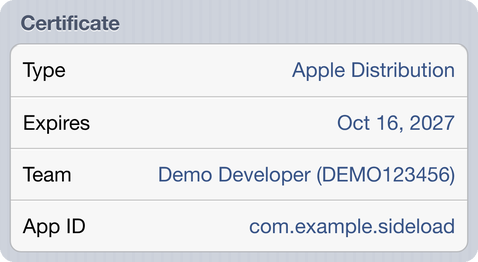 Certificate
Type Apple Distribution
Expires Oct 16, 2027
Team Demo Developer (DEMO123456)
App ID com.example.sideload